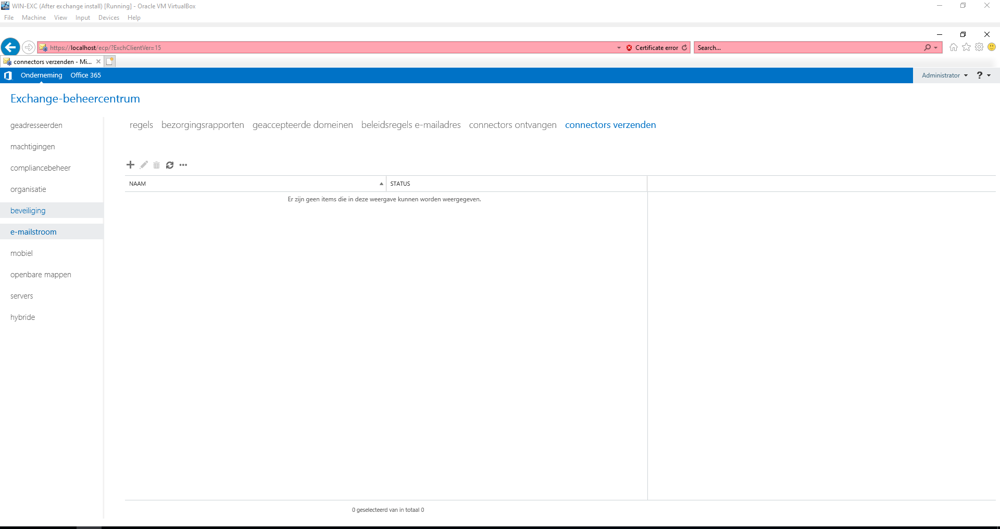 WIN-EXC (After exchange install) [Running] - Oracle VM VirtualBox
File Machine View Input Devices Help
https://localhost/ecp/?ExchClientVer=15 Certificate error Search...
connectors verzenden - Mi...
Onderneming Office 365 Administrator ?
Exchange-beheercentrum
geadresseerden
machtigingen
compliancebeheer
organisatie
beveiliging
e-mailstroom
mobiel
openbare mappen
servers
hybride
regels bezorgingsrapporten geaccepteerde domeinen beleidsregels e-mailadres connectors ontvangen connectors verzenden
NAAM STATUS
Er zijn geen items die in deze weergave kunnen worden weergegeven.
0 geselecteerd van in totaal 0